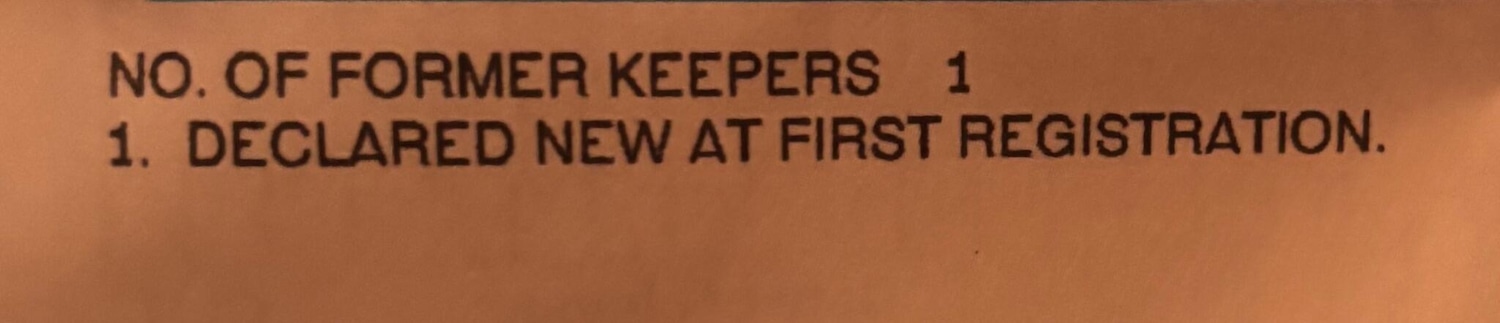 NO. OF FORMER KEEPERS 1
1. DECLARED NEW AT FIRST REGISTRATION.